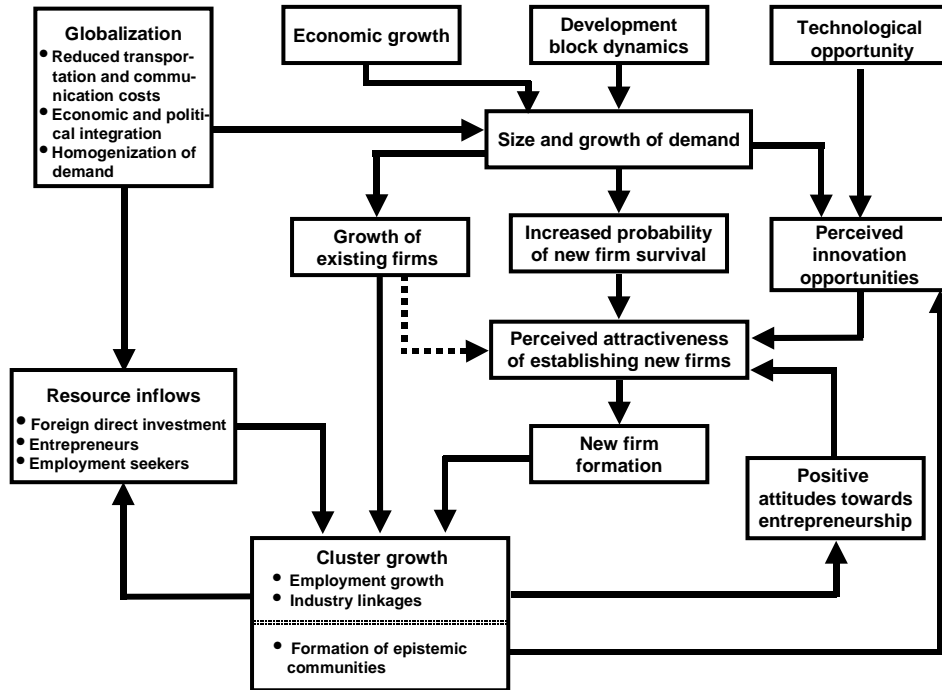 Globalization
• Reduced transpor-
tation and commu-
nication costs
• Economic and polit-
ical integration
• Homogenization of
demand
Economic growth
Development
block dynamics
Technological
opportunity
Size and growth of demand
Growth of
existing firms
Increased probability
of new firm survival
Perceived
innovation
opportunities
Perceived attractiveness
of establishing new firms
Resource inflows
• Foreign direct investment
• Entrepreneurs
• Employment seekers
New firm
formation
Positive
attitudes towards
entrepreneurship
Cluster growth
• Employment growth
• Industry linkages
• Formation of epistemic
communities